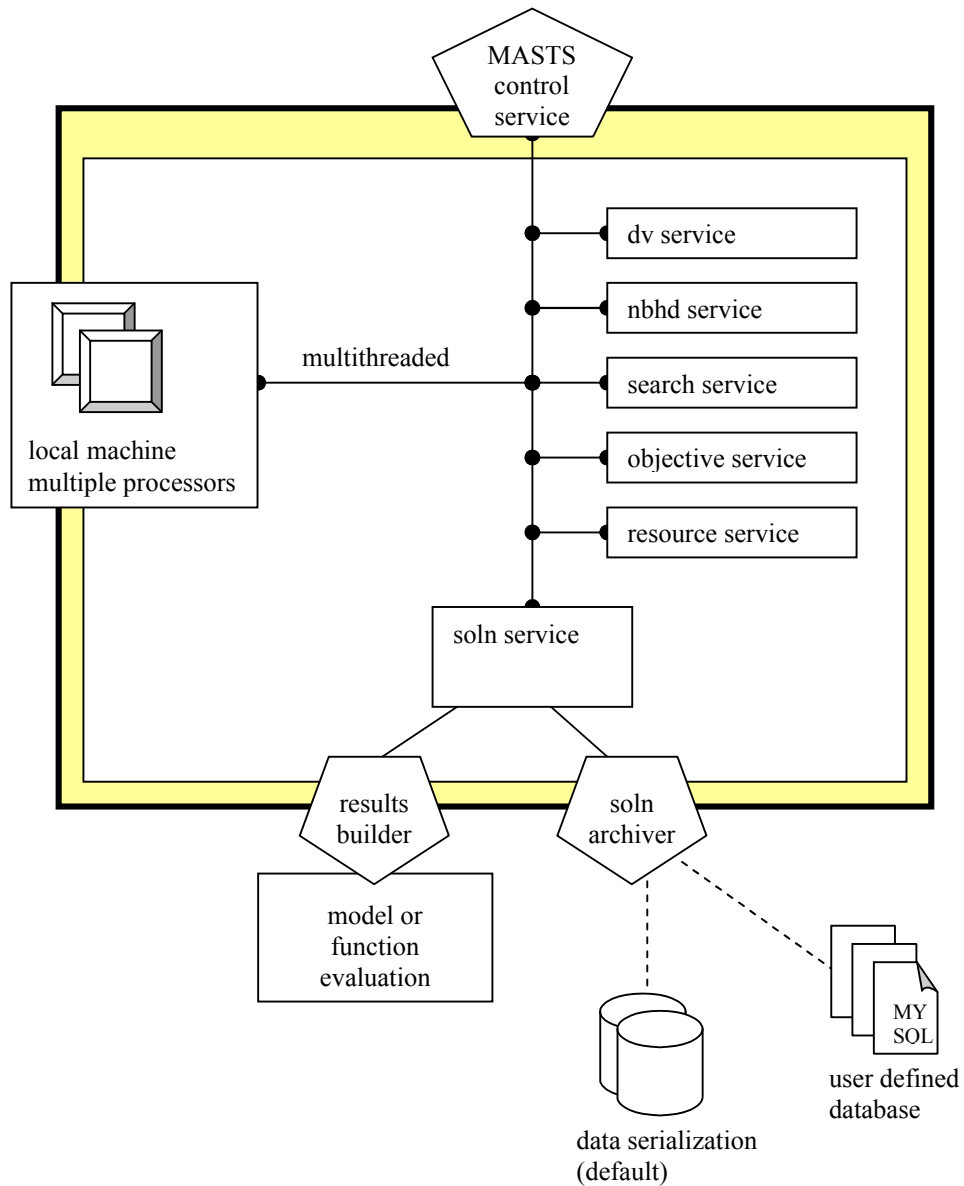 MASTS
control
service
dv service
nbhd service
multithreaded
search service
local machine
multiple processors
objective service
resource service
soln service
results
builder
soln
archiver
model or
function
evaluation
MY
SQL
user defined
database
data serialization
(default)